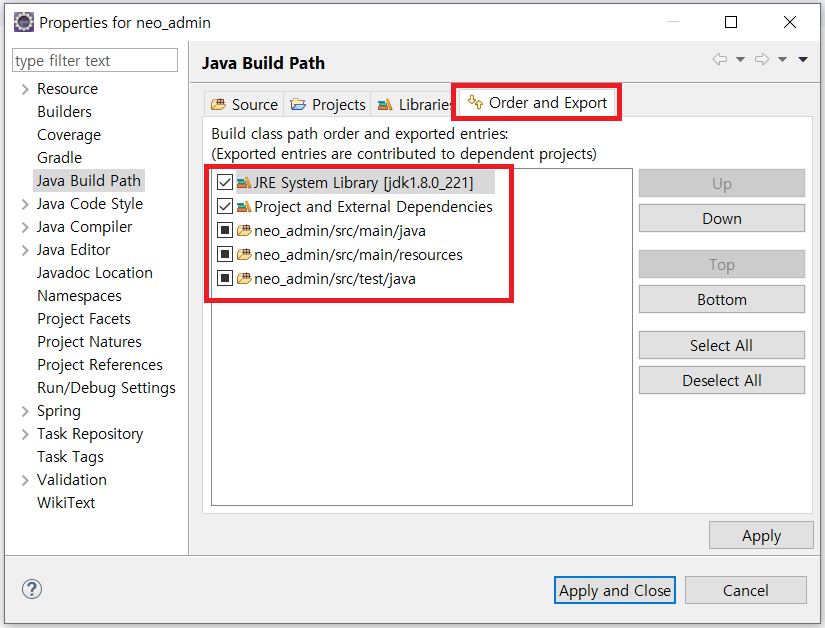 Properties for neo_admin
type filter text
Resource
Builders
Coverage
Gradle
Java Build Path
Java Code Style
Java Compiler
Java Editor
Javadoc Location
Namespaces
Project Facets
Project Natures
Project References
Run/Debug Settings
Spring
Task Repository
Task Tags
Validation
WikiText
Java Build Path
Source
Projects
Libraries
Order and Export
Build class path order and exported entries:
(Exported entries are contributed to dependent projects)
JRE System Library [jdk1.8.0_221]
Project and External Dependencies
neo_admin/src/main/java
neo_admin/src/main/resources
neo_admin/src/test/java
Up
Down
Top
Bottom
Select All
Deselect All
Apply
Apply and Close
Cancel